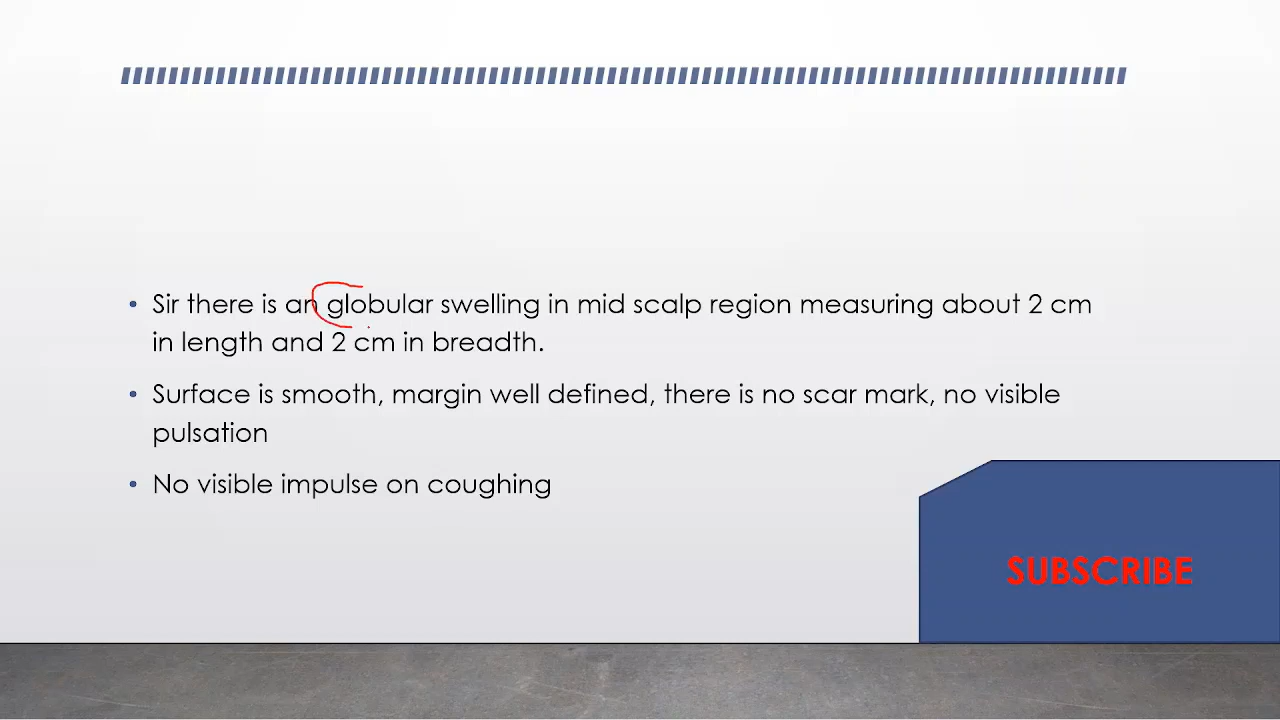 • Sir there is an globular swelling in mid scalp region measuring about 2 cm
in length and 2 cm in breadth.
• Surface is smooth, margin well defined, there is no scar mark, no visible
pulsation
• No visible impulse on coughing
SUBSCRIBE